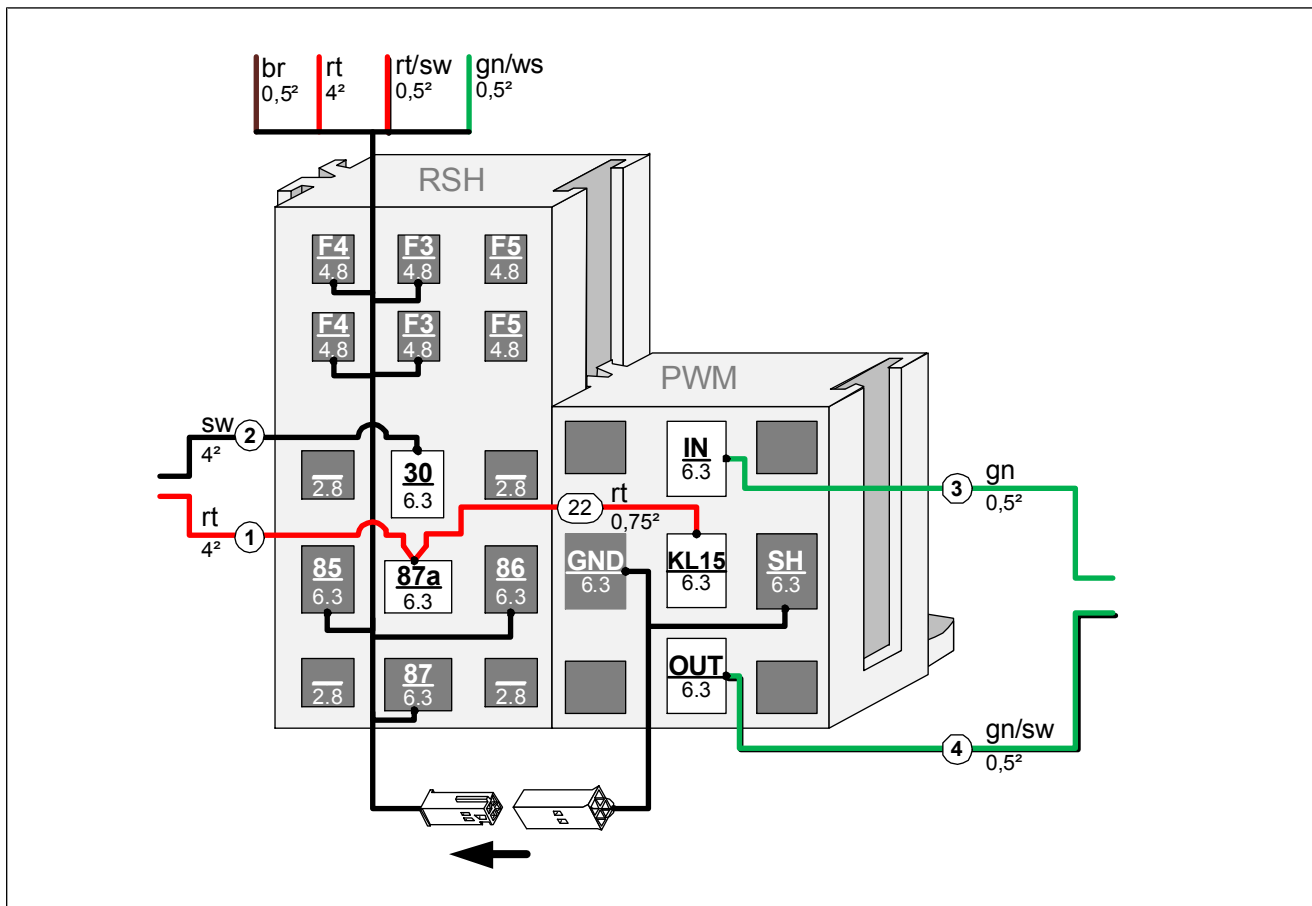 br
0,5²
rt
4²
rt/sw
0,5²
gn/ws
0,5²
RSH
F4
4.8
F3
4.8
F5
4.8
F4
4.8
F3
4.8
F5
4.8
PWM
sw
4²
2
2.8
30
6.3
2.8
IN
6.3
3
gn
0,5²
rt
4²
1
22
rt
0,75²
85
6.3
87a
6.3
86
6.3
GND
6.3
KL15
6.3
SH
6.3
2.8
87
6.3
2.8
OUT
6.3
4
gn/sw
0,5²